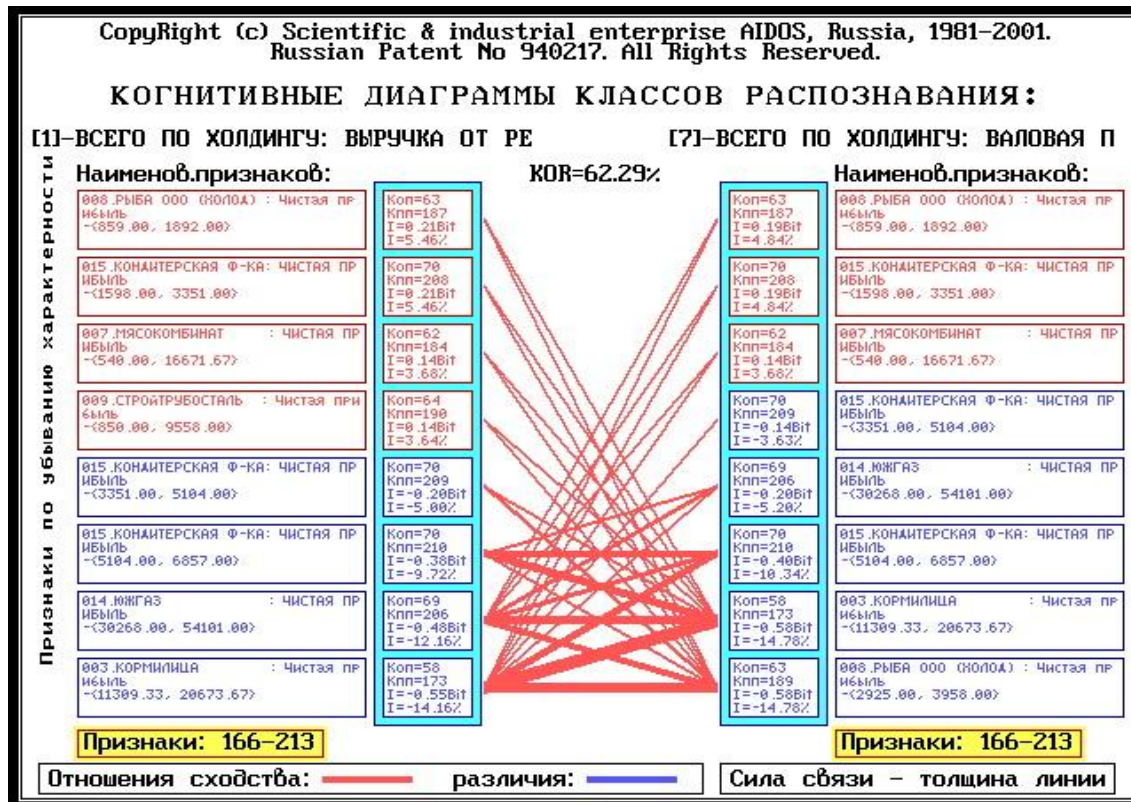 CopyRight (c) Scientific & industrial enterprise AIDOS, Russia, 1981-2001.
Russian Patent No 940217. All Rights Reserved.
КОГНИТИВНЫЕ ДИАГРАММЫ КЛАССОВ РАСПОЗНАВАНИЯ:
[1]-ВСЕГО ПО ХОЛДИНГУ: ВЫРУЧКА ОТ РЕ
[7]-ВСЕГО ПО ХОЛДИНГУ: ВАЛОВАЯ П
Признаки по убыванию характерности
Наименов.признаков:
KOR=62.29%
Наименов.признаков:
008.РЫБА ООО (ХОЛОД) : Чистая пр
ибыль
-{859.00, 1892.00}
Коп=63
Кпп=187
I=0.21Bit
I=5.46%
Коп=63
Кпп=187
I=0.19Bit
I=4.84%
008.РЫБА ООО (ХОЛОД) : Чистая пр
ибыль
-{859.00, 1892.00}
015.КОНДИТЕРСКАЯ Ф-КА: ЧИСТАЯ ПР
ИБЫЛЬ
-{1598.00, 3351.00}
Коп=70
Кпп=208
I=0.21Bit
I=5.46%
Коп=70
Кпп=208
I=0.19Bit
I=4.84%
015.КОНДИТЕРСКАЯ Ф-КА: ЧИСТАЯ ПР
ИБЫЛЬ
-{1598.00, 3351.00}
007.МЯСОКОМБИНАТ : ЧИСТАЯ ПР
ИБЫЛЬ
-{540.00, 16671.67}
Коп=62
Кпп=184
I=0.14Bit
I=3.68%
Коп=62
Кпп=184
I=0.14Bit
I=3.68%
007.МЯСОКОМБИНАТ : ЧИСТАЯ ПР
ИБЫЛЬ
-{540.00, 16671.67}
009.СТРОЙТРУБОСТАЛЬ : Чистая при
быль
-{850.00, 9558.00}
Коп=64
Кпп=190
I=0.14Bit
I=3.64%
Коп=70
Кпп=209
I=-0.14Bit
I=-3.63%
015.КОНДИТЕРСКАЯ Ф-КА: ЧИСТАЯ ПР
ИБЫЛЬ
-{3351.00, 5104.00}
015.КОНДИТЕРСКАЯ Ф-КА: ЧИСТАЯ ПР
ИБЫЛЬ
-{3351.00, 5104.00}
Коп=70
Кпп=209
I=-0.20Bit
I=-5.00%
Коп=69
Кпп=206
I=-0.20Bit
I=-5.20%
014.ЮЖГАЗ : ЧИСТАЯ ПР
ИБЫЛЬ
-{30268.00, 54101.00}
015.КОНДИТЕРСКАЯ Ф-КА: ЧИСТАЯ ПР
ИБЫЛЬ
-{5104.00, 6857.00}
Коп=70
Кпп=210
I=-0.38Bit
I=-9.72%
Коп=70
Кпп=210
I=-0.40Bit
I=-10.34%
015.КОНДИТЕРСКАЯ Ф-КА: ЧИСТАЯ ПР
ИБЫЛЬ
-{5104.00, 6857.00}
014.ЮЖГАЗ : ЧИСТАЯ ПР
ИБЫЛЬ
-{30268.00, 54101.00}
Коп=69
Кпп=206
I=-0.48Bit
I=-12.16%
Коп=58
Кпп=173
I=-0.58Bit
I=-14.78%
003.КОРМИЛИЦА : Чистая пр
ибыль
-{11309.33, 20673.67}
003.КОРМИЛИЦА : Чистая пр
ибыль
-{11309.33, 20673.67}
Коп=58
Кпп=173
I=-0.55Bit
I=-14.16%
Коп=63
Кпп=189
I=-0.58Bit
I=-14.78%
008.РЫБА ООО (ХОЛОД) : Чистая пр
ибыль
-{2925.00, 3958.00}
Признаки: 166-213
Признаки: 166-213
Отношения сходства: различия:
Сила связи - толщина линии